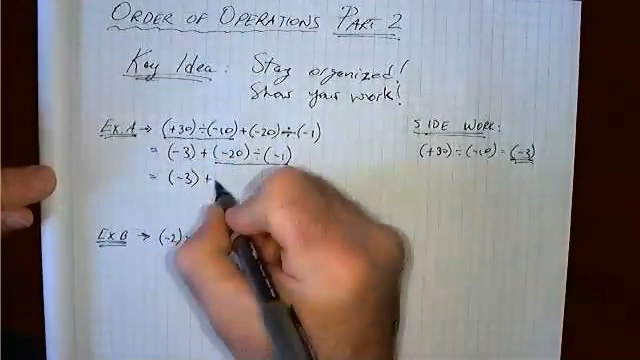 ORDER OF OPERATIONS PART 2
Key Idea: Stay organized!
Show your work!
Ex. A → (+30) ÷ (-10) + (-20) ÷ (-1)
= (-3) + (-20) ÷ (-1)
= (-3) +
Ex B → (-2)
SIDE WORK:
(+30) ÷ (-10) = (-3)